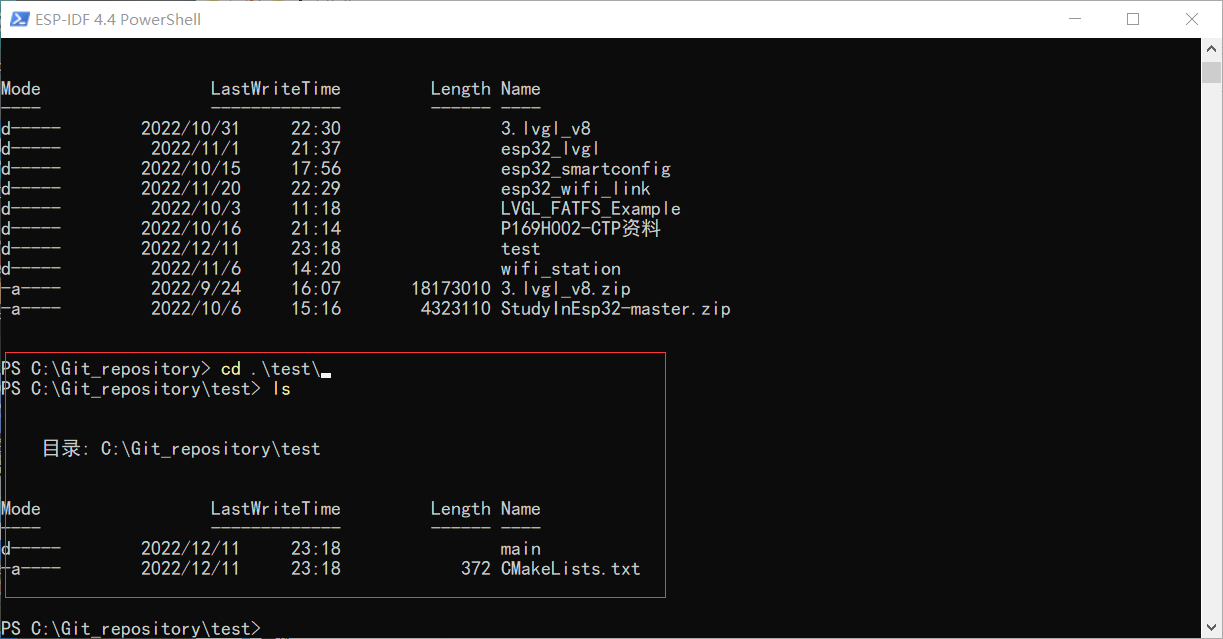 ESP-IDF 4.4 PowerShell
Mode LastWriteTime Length Name
---- ------------- ------ ----
d----- 2022/10/31 22:30 3.lvgl_v8
d----- 2022/11/1 21:37 esp32_lvgl
d----- 2022/10/15 17:56 esp32_smartconfig
d----- 2022/11/20 22:29 esp32_wifi_link
d----- 2022/10/3 11:18 LVGL_FATFS_Example
d----- 2022/10/16 21:14 P169H002-CTP资料
d----- 2022/12/11 23:18 test
d----- 2022/11/6 14:20 wifi_station
-a---- 2022/9/24 16:07 18173010 3.lvgl_v8.zip
-a---- 2022/10/6 15:16 4323110 StudyInEsp32-master.zip
PS C:\Git_repository> cd .\test\
PS C:\Git_repository\test> ls
目录: C:\Git_repository\test
Mode LastWriteTime Length Name
---- ------------- ------ ----
d----- 2022/12/11 23:18 main
-a---- 2022/12/11 23:18 372 CMakeLists.txt
PS C:\Git_repository\test>